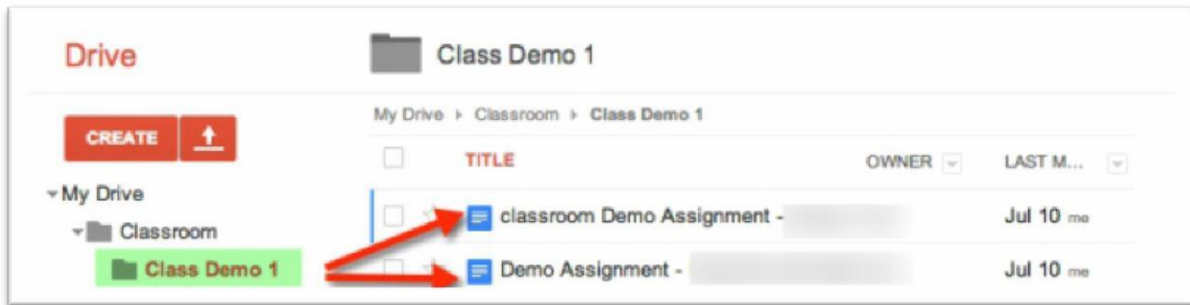 Drive
Class Demo 1
My Drive Classroom Class Demo 1
CREATE
TITLE OWNER LAST M...
My Drive
Classroom
Class Demo 1
classroom Demo Assignment - Jul 10 me
Demo Assignment - Jul 10 me